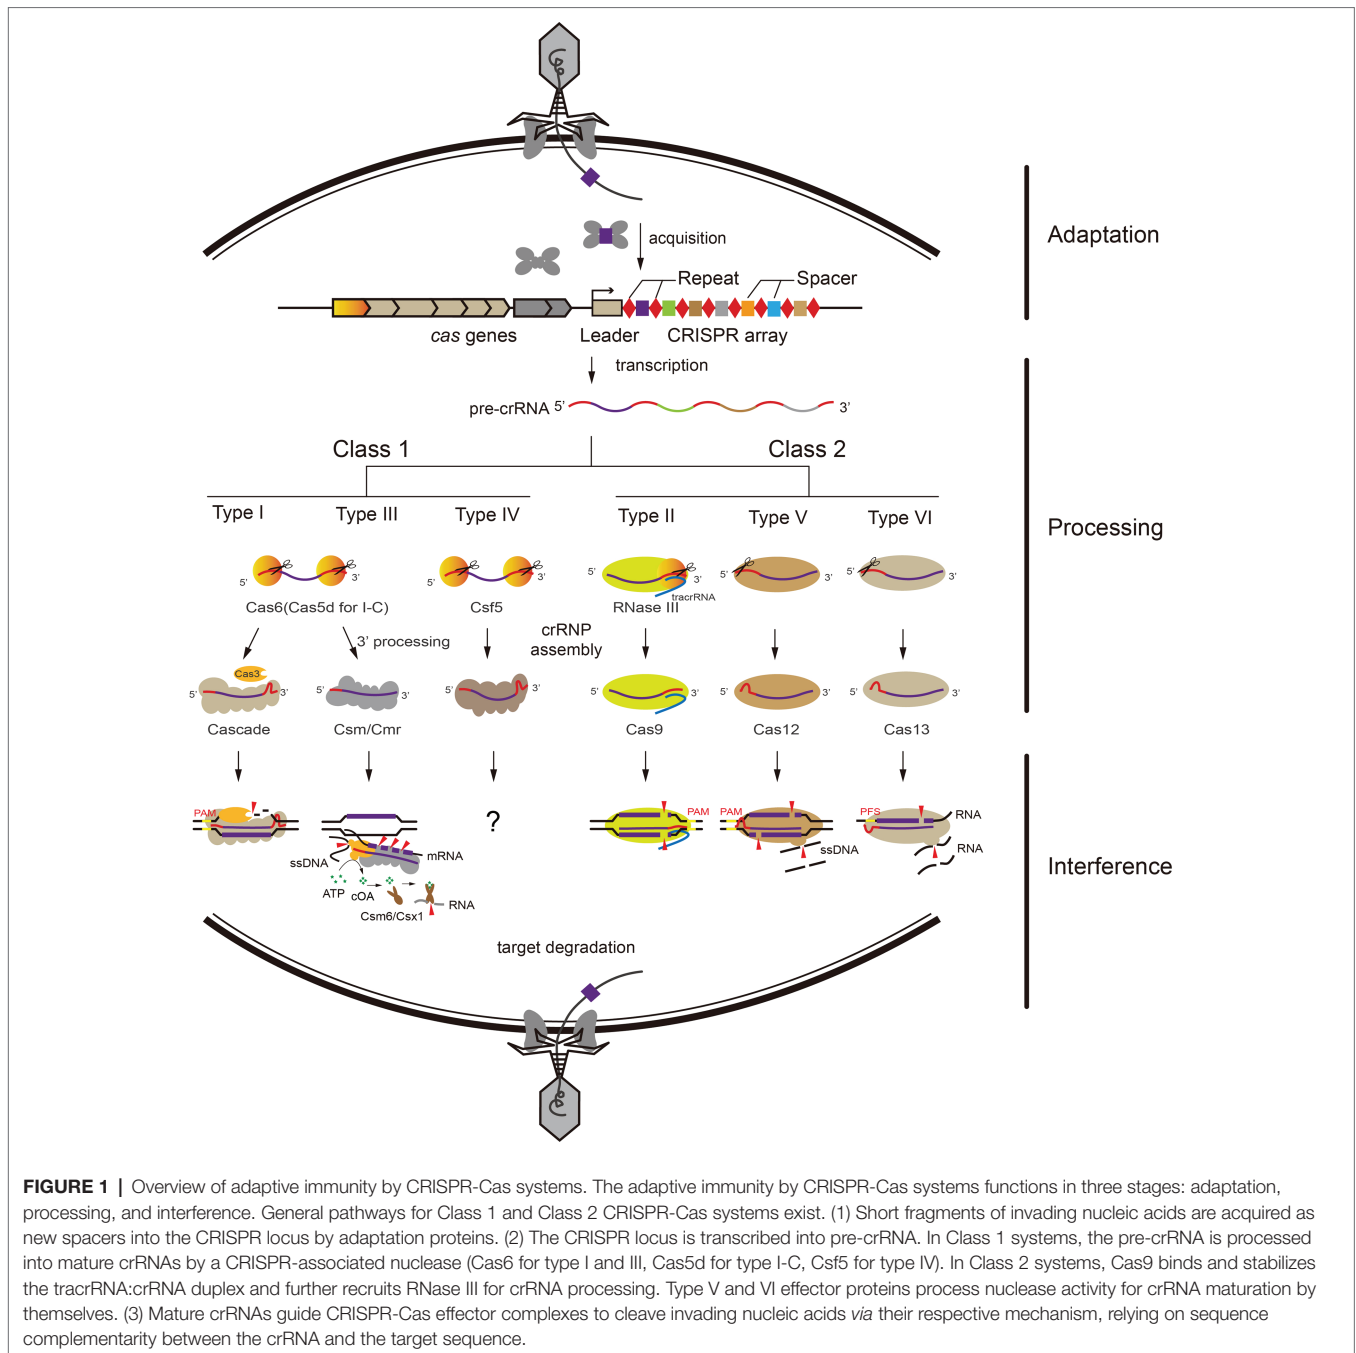 acquisition
Adaptation
Repeat
Spacer
cas genes
Leader
CRISPR array
transcription
pre-crRNA
5’
3’
Class 1
Class 2
Type I
Type III
Type IV
Type II
Type V
Type VI
Processing
5’
3’
5’
3’
5’
3’
tracrRNA
5’
3’
5’
3’
Cas6(Cas5d for I-C)
Csf5
RNase III
3’ processing
crRNP
assembly
Cas3
5’
3’
5’
3’
5’
3’
5’
3’
5’
3’
5’
3’
Cascade
Csm/Cmr
Cas9
Cas12
Cas13
PAM
?
PAM
PAM
PFS
RNA
ssDNA
mRNA
ssDNA
RNA
Interference
ATP
cOA
Csm6/Csx1
RNA
target degradation
FIGURE 1 | Overview of adaptive immunity by CRISPR-Cas systems. The adaptive immunity by CRISPR-Cas systems functions in three stages: adaptation,
processing, and interference. General pathways for Class 1 and Class 2 CRISPR-Cas systems exist. (1) Short fragments of invading nucleic acids are acquired as
new spacers into the CRISPR locus by adaptation proteins. (2) The CRISPR locus is transcribed into pre-crRNA. In Class 1 systems, the pre-crRNA is processed
into mature crRNAs by a CRISPR-associated nuclease (Cas6 for type I and III, Cas5d for type I-C, Csf5 for type IV). In Class 2 systems, Cas9 binds and stabilizes
the tracrRNA:crRNA duplex and further recruits RNase III for crRNA processing. Type V and VI effector proteins process nuclease activity for crRNA maturation by
themselves. (3) Mature crRNAs guide CRISPR-Cas effector complexes to cleave invading nucleic acids via their respective mechanism, relying on sequence
complementarity between the crRNA and the target sequence.